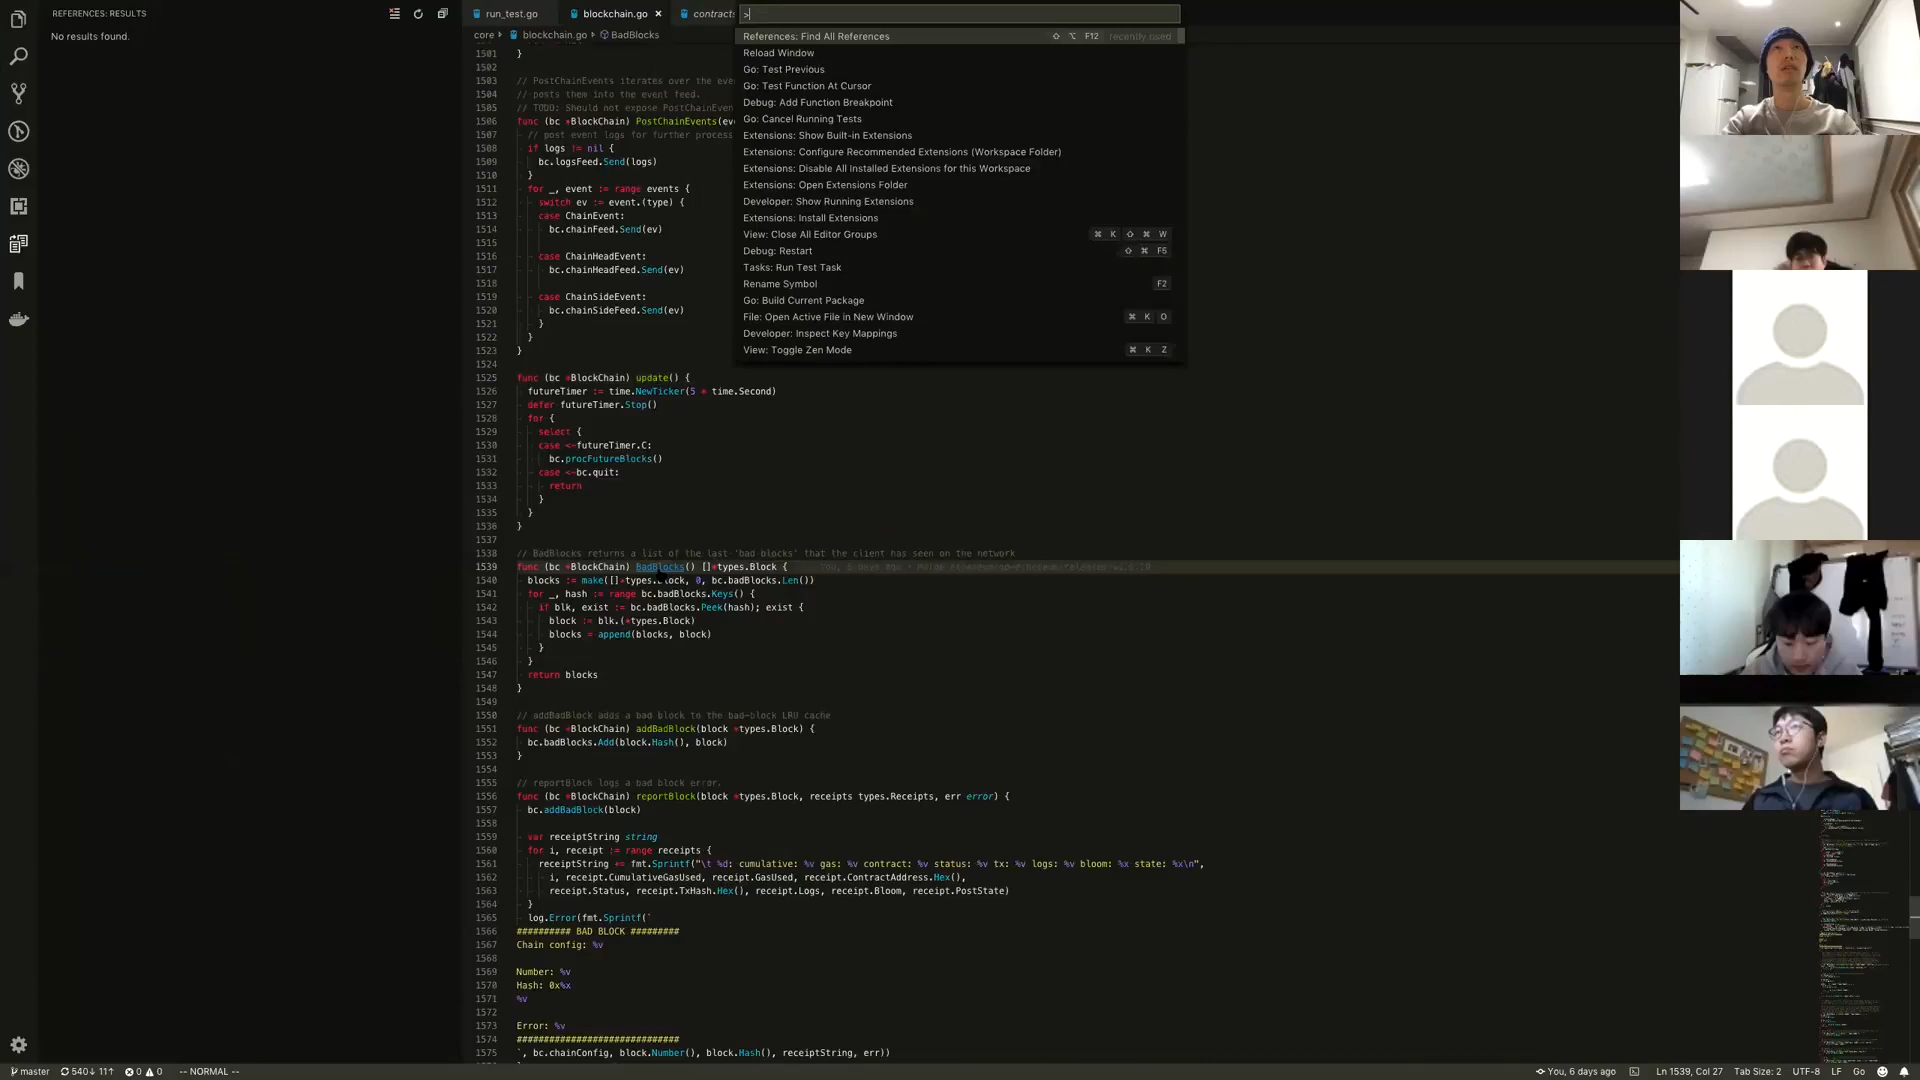 REFERENCES: RESULTS
No results found.
run_test.go
blockchain.go ×
contracts
>
core › blockchain.go › BadBlocks
References: Find All References F12 recently used
Reload Window
Go: Test Previous
Go: Test Function At Cursor
Debug: Add Function Breakpoint
Go: Cancel Running Tests
Extensions: Show Built-in Extensions
Extensions: Configure Recommended Extensions (Workspace Folder)
Extensions: Disable All Installed Extensions for this Workspace
Extensions: Open Extensions Folder
Developer: Show Running Extensions
Extensions: Install Extensions
View: Close All Editor Groups ⌘ K ⇧ ⌘ W
Debug: Restart ⇧ ⌘ F5
Tasks: Run Test Task
Rename Symbol F2
Go: Build Current Package
File: Open Active File in New Window ⌘ K O
Developer: Inspect Key Mappings
View: Toggle Zen Mode ⌘ K Z
1501 }
1502
1503 // PostChainEvents iterates over the eve
1504 // posts them into the event feed.
1505 // TODO: Should not expose PostChainEven
1506 func (bc *BlockChain) PostChainEvents(eve
1507 // post event logs for further process
1508 if logs != nil {
1509 bc.logsFeed.Send(logs)
1510 }
1511 for _, event := range events {
1512 switch ev := event.(type) {
1513 case ChainEvent:
1514 bc.chainFeed.Send(ev)
1515
1516 case ChainHeadEvent:
1517 bc.chainHeadFeed.Send(ev)
1518
1519 case ChainSideEvent:
1520 bc.chainSideFeed.Send(ev)
1521 }
1522 }
1523 }
1524
1525 func (bc *BlockChain) update() {
1526 futureTimer := time.NewTicker(5 * time.Second)
1527 defer futureTimer.Stop()
1528 for {
1529 select {
1530 case <-futureTimer.C:
1531 bc.procFutureBlocks()
1532 case <-bc.quit:
1533 return
1534 }
1535 }
1536 }
1537
1538 // BadBlocks returns a list of the last 'bad blocks' that the client has seen on the network
1539 func (bc *BlockChain) BadBlocks() []*types.Block { You, 6 days ago •
1540 blocks := make([]*types.Block, 0, bc.badBlocks.Len())
1541 for _, hash := range bc.badBlocks.Keys() {
1542 if blk, exist := bc.badBlocks.Peek(hash); exist {
1543 block := blk.(*types.Block)
1544 blocks = append(blocks, block)
1545 }
1546 }
1547 return blocks
1548 }
1549
1550 // addBadBlock adds a bad block to the bad-block LRU cache
1551 func (bc *BlockChain) addBadBlock(block *types.Block) {
1552 bc.badBlocks.Add(block.Hash(), block)
1553 }
1554
1555 // reportBlock logs a bad block error.
1556 func (bc *BlockChain) reportBlock(block *types.Block, receipts types.Receipts, err error) {
1557 bc.addBadBlock(block)
1558
1559 var receiptString string
1560 for i, receipt := range receipts {
1561 receiptString += fmt.Sprintf("\t %d: cumulative: %v gas: %v contract: %v status: %v tx: %v logs: %v bloom: %x state: %x\n",
1562 i, receipt.CumulativeGasUsed, receipt.GasUsed, receipt.ContractAddress.Hex(),
1563 receipt.Status, receipt.TxHash.Hex(), receipt.Logs, receipt.Bloom, receipt.PostState)
1564 }
1565 log.Error(fmt.Sprintf(`
1566 ########## BAD BLOCK #########
1567 Chain config: %v
1568
1569 Number: %v
1570 Hash: 0x%x
1571 %v
1572
1573 Error: %v
1574 ##############################
1575 `, bc.chainConfig, block.Number(), block.Hash(), receiptString, err))
master 540↓ 11↑ 0 0 -- NORMAL --
You, 6 days ago Ln 1539, Col 27 Tab Size: 2 UTF-8 LF Go